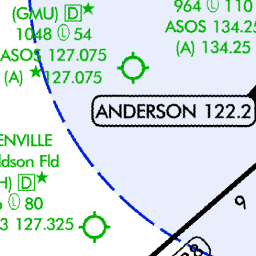 (GMU) D★
1048 Ⓛ 54
ASOS 127.075
(A) ★127.075
964 Ⓛ 110
ASOS 134.25
(A) 134.25
ANDERSON 122.2
ENVILLE
ldson Fld
H) D★
Ⓛ 80
3 127.325
9